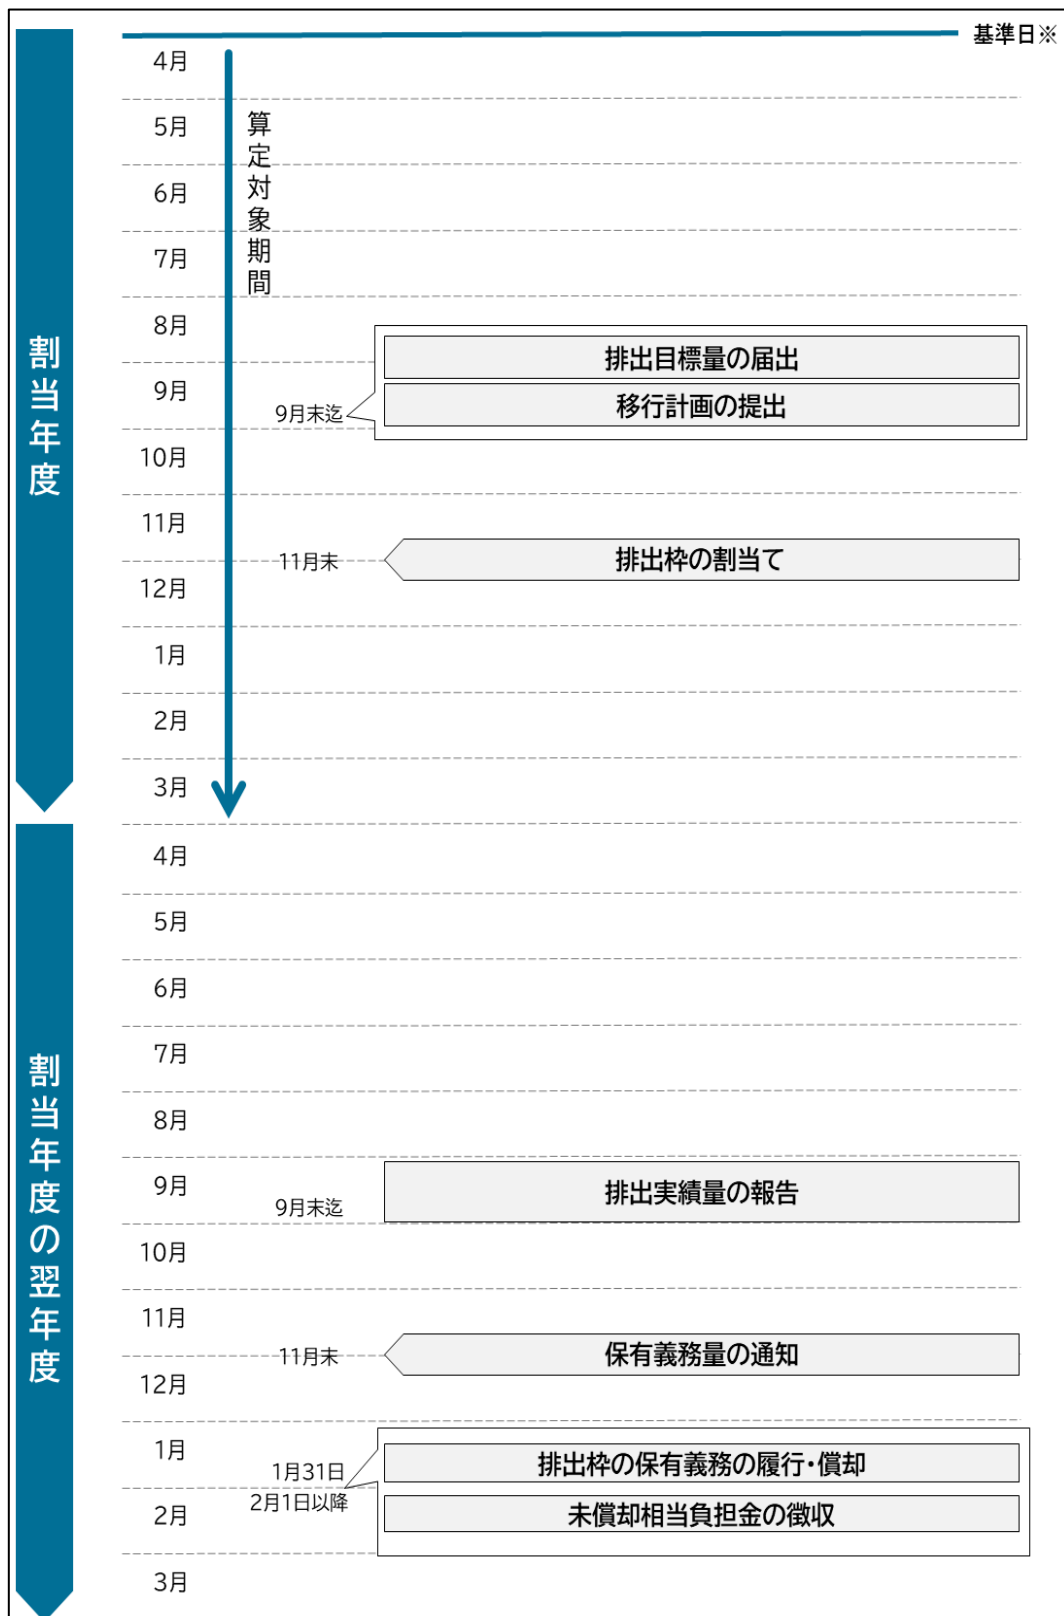 基準日※
割当年度
4月
5月
6月
7月
算定対象期間
8月
排出目標量の届出
9月
移行計画の提出
9月末迄
10月
11月
11月末
排出枠の割当て
12月
1月
2月
3月
割当年度の翌年度
4月
5月
6月
7月
8月
9月
排出実績量の報告
9月末迄
10月
11月
11月末
保有義務量の通知
12月
1月
排出枠の保有義務の履行・償却
1月31日
2月1日以降
2月
未償却相当負担金の徴収
3月